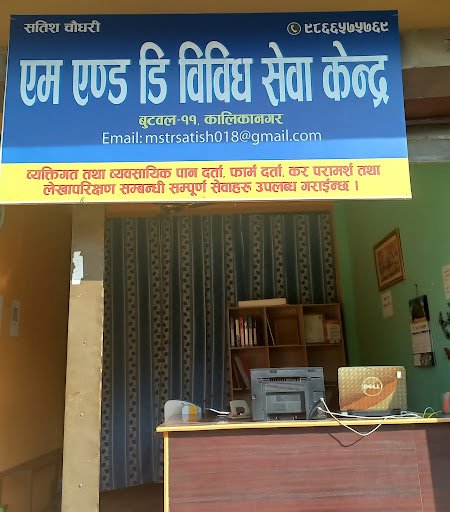 सतिश चौधरी
९८६६५७५७६९
एम एण्ड डि विविध सेवा केन्द्र
बुटवल-११, कालिकानगर
Email: mstrsatish018@gmail.com
व्यक्तिगत तथा व्यवसायिक पान दर्ता, फार्म दर्ता, कर परामर्श तथा
लेखापरिक्षण सम्बन्धी सम्पूर्ण सेवाहरु उपलब्ध गराईन्छ ।
DELL